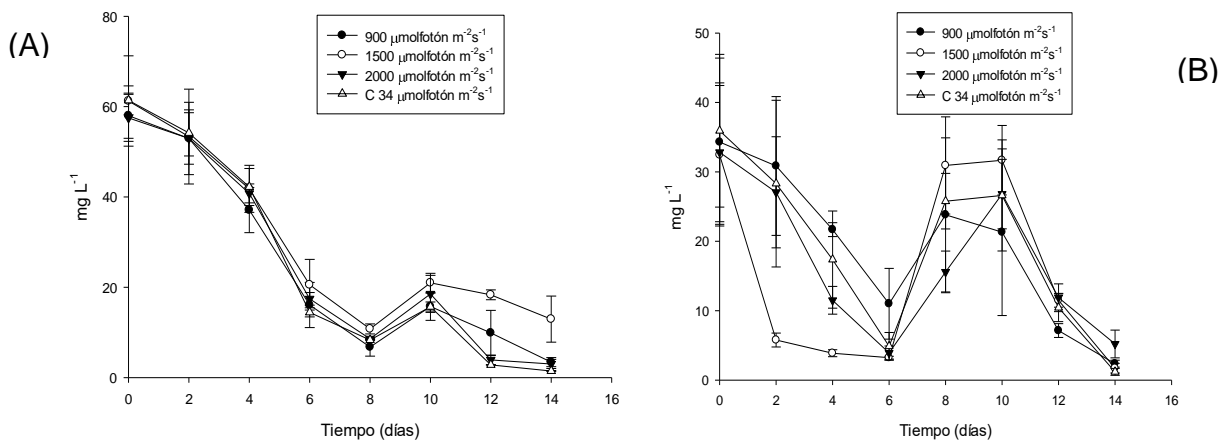 (A)
80
60
40
20
0
mg L⁻¹
900 μmolfotón m⁻²s⁻¹
1500 μmolfotón m⁻²s⁻¹
2000 μmolfotón m⁻²s⁻¹
C 34 μmolfotón m⁻²s⁻¹
0 2 4 6 8 10 12 14 16
Tiempo (días)
(B)
50
40
30
20
10
0
mg L⁻¹
900 μmolfotón m⁻²s⁻¹
1500 μmolfotón m⁻²s⁻¹
2000 μmolfotón m⁻²s⁻¹
C 34 μmolfotón m⁻²s⁻¹
0 2 4 6 8 10 12 14 16
Tiempo (días)